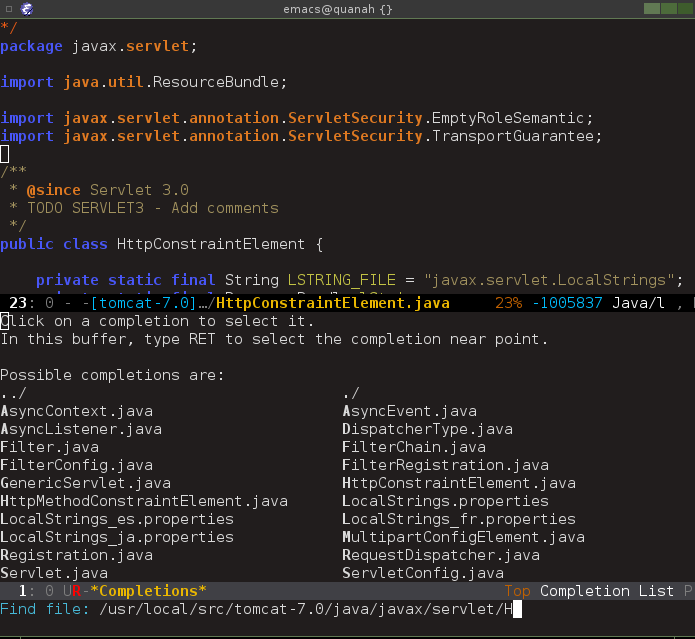 emacs@quanah {}
*/
package javax.servlet;
import java.util.ResourceBundle;
import javax.servlet.annotation.ServletSecurity.EmptyRoleSemantic;
import javax.servlet.annotation.ServletSecurity.TransportGuarantee;
/**
 * @since Servlet 3.0
 * TODO SERVLET3 - Add comments
 */
public class HttpConstraintElement {
    private static final String LSTRING_FILE = "javax.servlet.LocalStrings";
23: 0 - -[tomcat-7.0]…/HttpConstraintElement.java 23% -1005837 Java/l ,
Click on a completion to select it.
In this buffer, type RET to select the completion near point.
Possible completions are:
../ ./
AsyncContext.java AsyncEvent.java
AsyncListener.java DispatcherType.java
Filter.java FilterChain.java
FilterConfig.java FilterRegistration.java
GenericServlet.java HttpConstraintElement.java
HttpMethodConstraintElement.java LocalStrings.properties
LocalStrings_es.properties LocalStrings_fr.properties
LocalStrings_ja.properties MultipartConfigElement.java
Registration.java RequestDispatcher.java
Servlet.java ServletConfig.java
1: 0 UR-*Completions* Top Completion List P
Find file: /usr/local/src/tomcat-7.0/java/javax/servlet/H